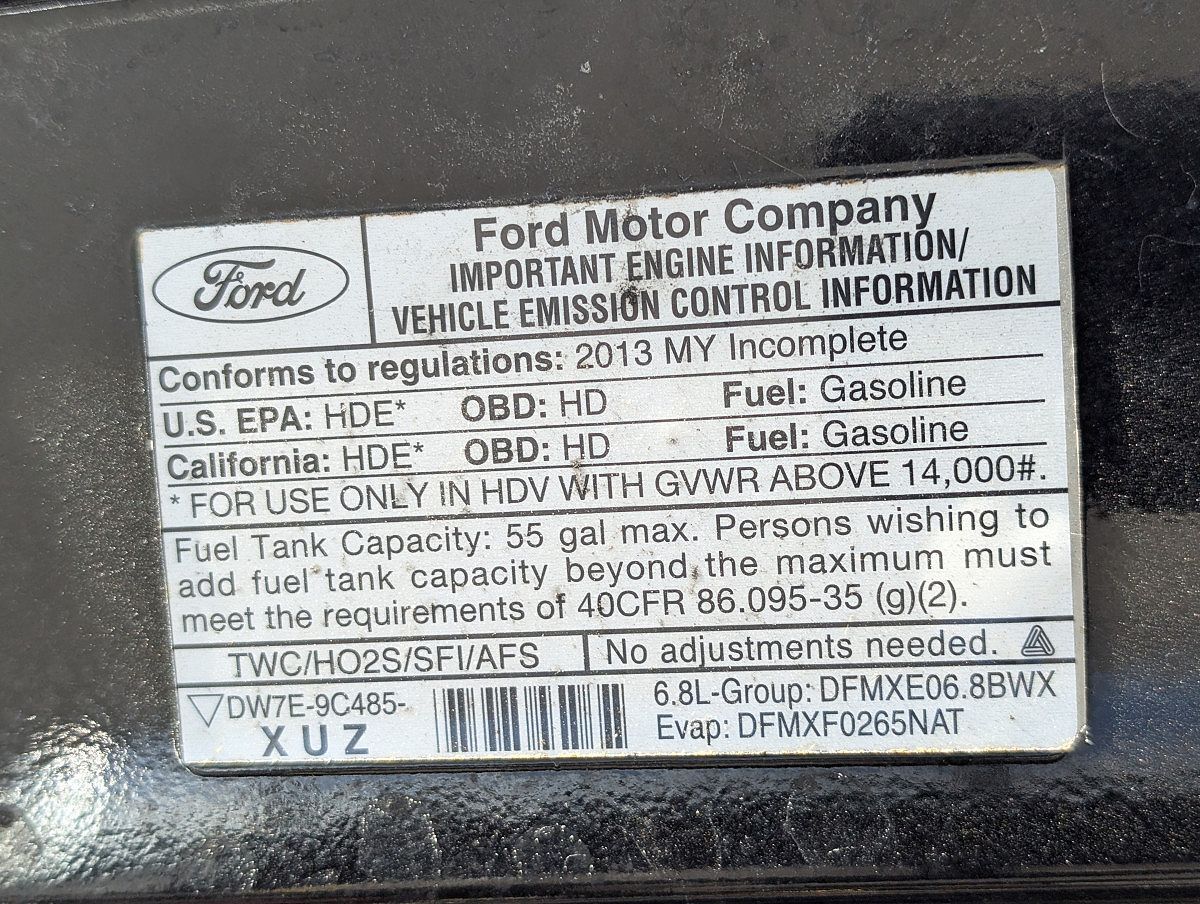 Ford
Ford Motor Company
IMPORTANT ENGINE INFORMATION/
VEHICLE EMISSION CONTROL INFORMATION
Conforms to regulations: 2013 MY Incomplete
U.S. EPA: HDE* OBD: HD Fuel: Gasoline
California: HDE* OBD: HD Fuel: Gasoline
* FOR USE ONLY IN HDV WITH GVWR ABOVE 14,000#.
Fuel Tank Capacity: 55 gal max. Persons wishing to
add fuel tank capacity beyond the maximum must
meet the requirements of 40CFR 86.095-35 (g)(2).
TWC/HO2S/SFI/AFS No adjustments needed.
DW7E-9C485-
X U Z
6.8L-Group: DFMXE06.8BWX
Evap: DFMXF0265NAT